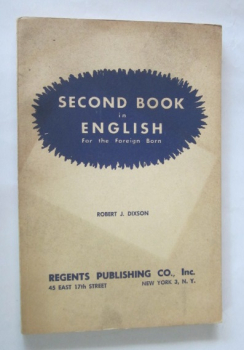 SECOND BOOK
in
ENGLISH
For the Foreign Born
ROBERT J. DIXSON
REGENTS PUBLISHING CO., Inc.
45 EAST 17th STREET NEW YORK 3, N. Y.